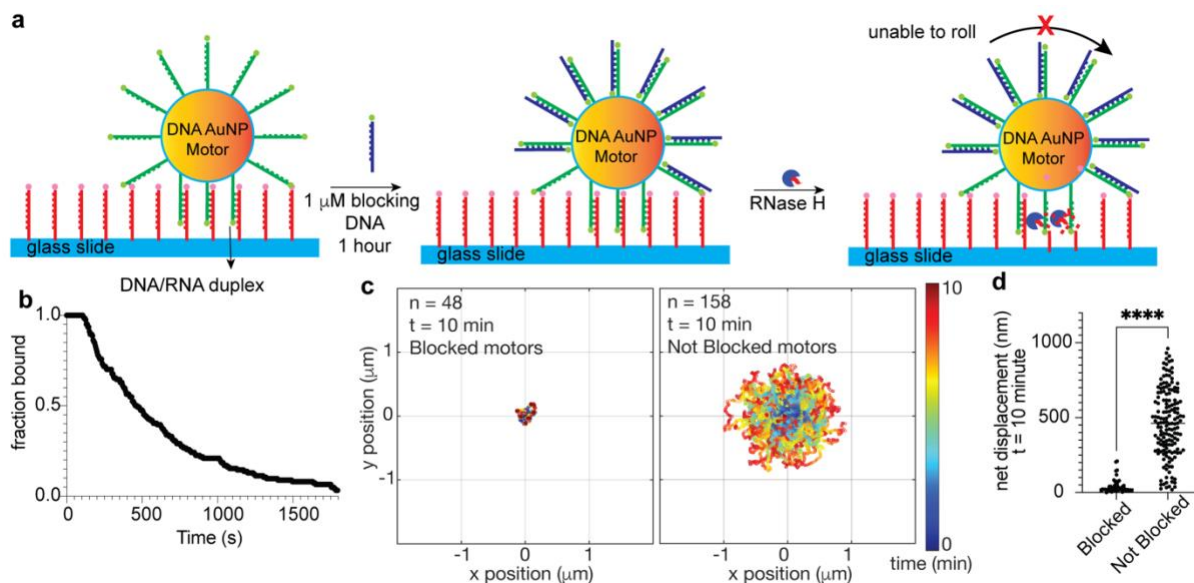 a
DNA AuNP
Motor
glass slide
DNA/RNA duplex
1 μM blocking
DNA
1 hour
DNA AuNP
Motor
glass slide
RNase H
unable to roll
X
DNA AuNP
Motor
glass slide
b
fraction bound
1.0
0.5
0.0
0 500 1000 1500
Time (s)
c
n = 48
t = 10 min
Blocked motors
n = 158
t = 10 min
Not Blocked motors
y position (μm)
1
0
-1
-1 0 1
x position (μm)
-1 0 1
x position (μm)
10
0
time (min)
d
****
net displacement (nm)
t = 10 minute
1000
500
0
Blocked
Not Blocked